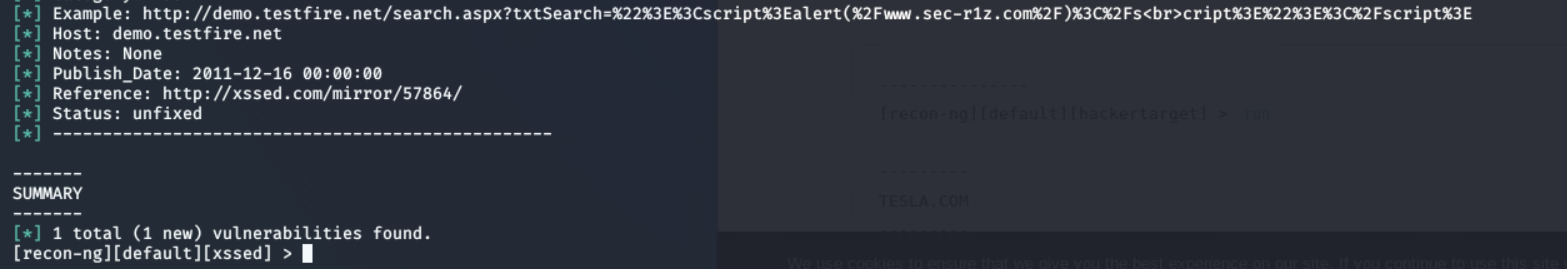 [*] Example: http://demo.testfire.net/search.aspx?txtSearch=%22%3E%3Cscript%3Ealert(%2Fwww.sec-r1z.com%2F)%3C%2Fs<br>cript%3E%22%3E%3C%2Fscript%3E
[*] Host: demo.testfire.net
[*] Notes: None
[*] Publish_Date: 2011-12-16 00:00:00
[*] Reference: http://xssed.com/mirror/57864/
[*] Status: unfixed
[*] --------------------------------------------------
-------
SUMMARY
-------
[*] 1 total (1 new) vulnerabilities found.
[recon-ng][default][xssed] >
---------------
[recon-ng][default][hackertarget] > run
---------
TESLA.COM
---------
We use cookies to ensure that we give you the best experience on our site. If you continue to use this site